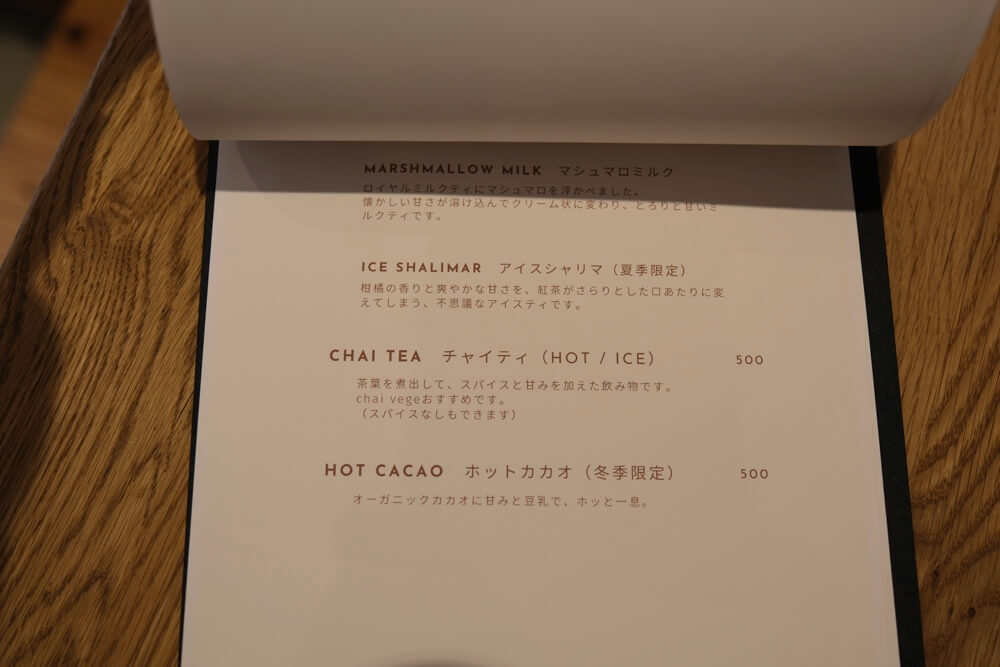 MARSHMALLOW MILK マシュマロミルク
ロイヤルミルクティにマシュマロを浮かべました。
懐かしい甘さが溶け込んでクリーム状に変わり、とろりと甘いミ
ルクティです。
ICE SHALIMAR アイスシャリマ（夏季限定）
柑橘の香りと爽やかな甘さを、紅茶がさらりとした口あたりに変
えてしまう、不思議なアイスティです。
CHAI TEA チャイティ（HOT / ICE） 500
茶葉を煮出して、スパイスと甘みを加えた飲み物です。
chai vegeおすすめです。
（スパイスなしもできます）
HOT CACAO ホットカカオ（冬季限定） 500
オーガニックカカオに甘みと豆乳で、ホッと一息。